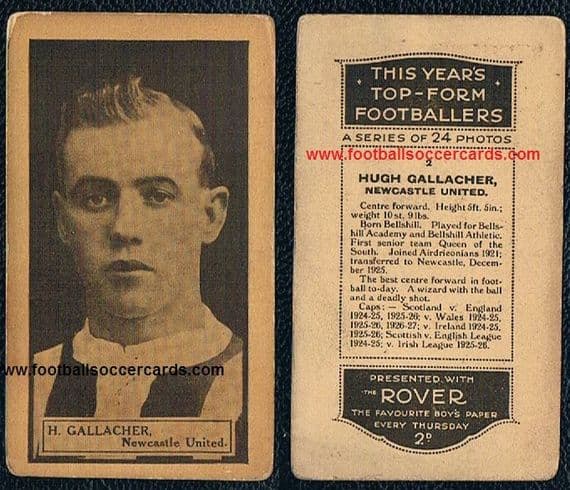 www.footballsoccercards.com
H. GALLACHER,
Newcastle United.
THIS YEAR'S
TOP-FORM
FOOTBALLERS
A SERIES OF 24 PHOTOS
www.footballsoccercards.com
2
HUGH GALLACHER,
NEWCASTLE UNITED.
Centre forward. Height 5ft. 5in.;
weight 10 st. 9 lbs.
Born Bellshill. Played for Bells-
hill Academy and Bellshill Athletic.
First senior team Queen of the
South. Joined Airdrieonians 1921;
transferred to Newcastle, Decem-
ber 1925.
The best centre forward in foot-
ball to-day. A wizard with the ball
and a deadly shot.
Caps: — Scotland v. England
1924-25, 1925-26; v. Wales 1924-25,
1925-26, 1926-27; v. Ireland 1924-25,
1925-26; Scottish v. English League
1924-25; v. Irish League 1925-26.
PRESENTED WITH
THE ROVER
THE FAVOURITE BOY'S PAPER
EVERY THURSDAY
2D